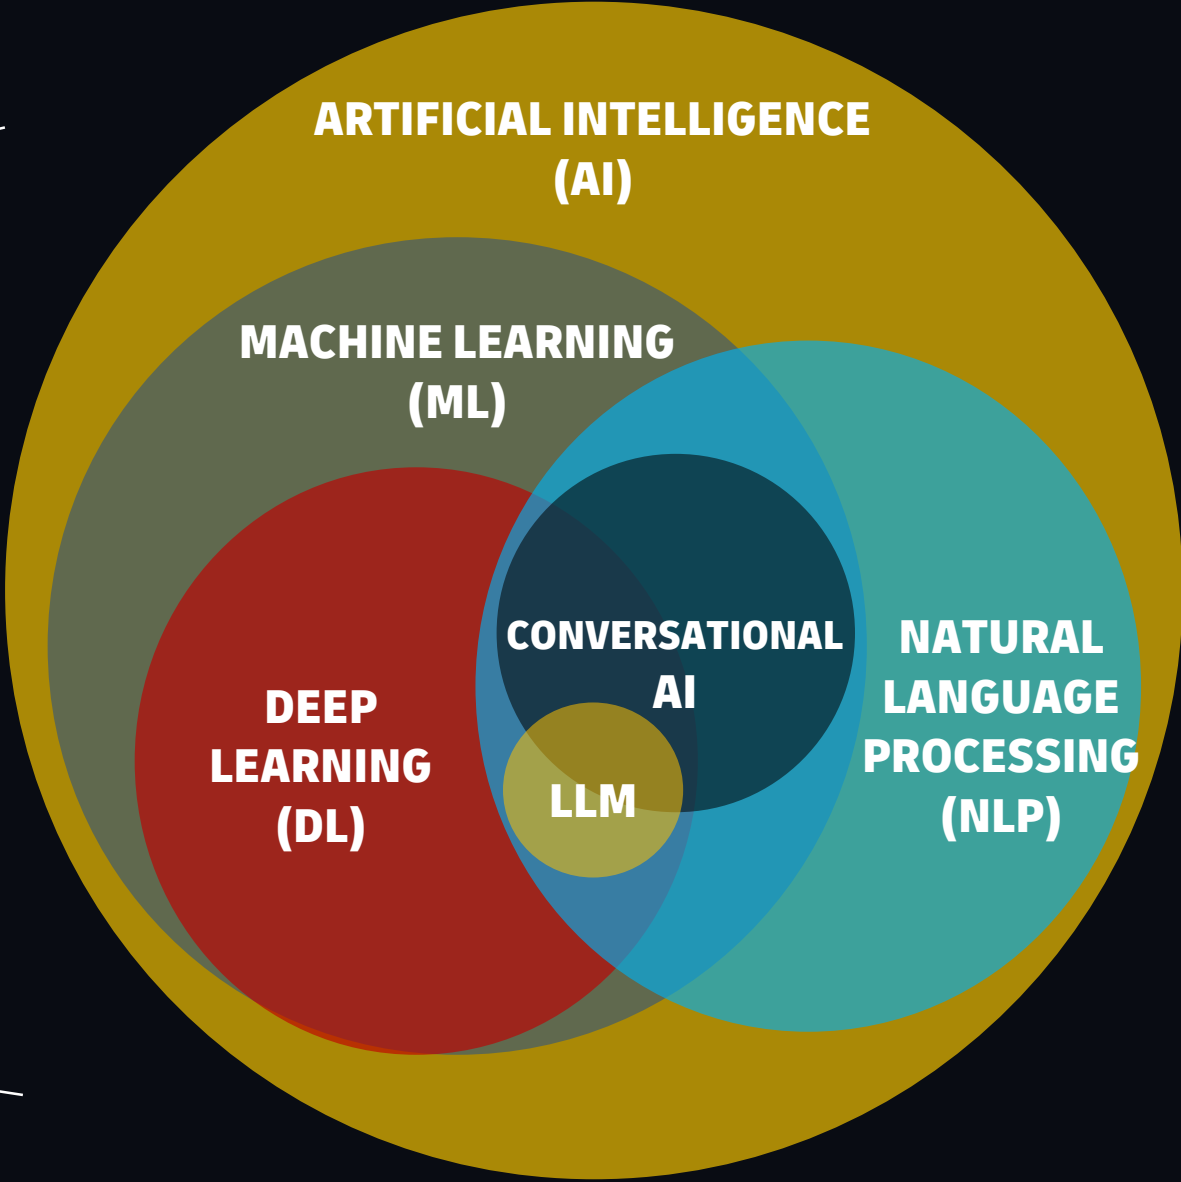 ARTIFICIAL INTELLIGENCE
(AI)
MACHINE LEARNING
(ML)
CONVERSATIONAL
AI
NATURAL
LANGUAGE
PROCESSING
(NLP)
DEEP
LEARNING
(DL)
LLM